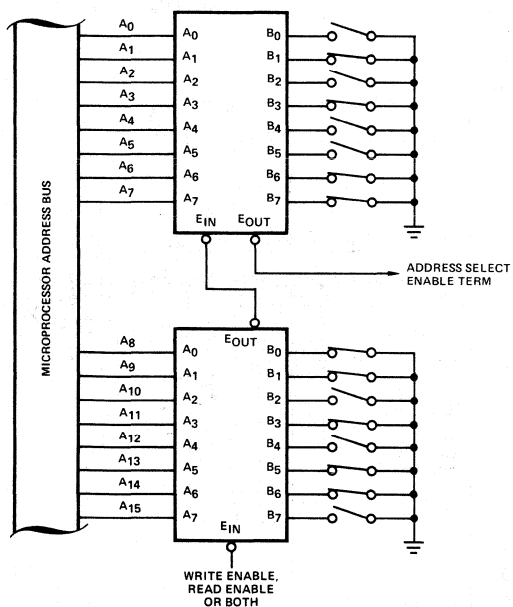 MICROPROCESSOR ADDRESS BUS
A0 A0 B0
A1 A1 B1
A2 A2 B2
A3 A3 B3
A4 A4 B4
A5 A5 B5
A6 A6 B6
A7 A7 B7
EIN EOUT
ADDRESS SELECT
ENABLE TERM
EOUT
A8 A0 B0
A9 A1 B1
A10 A2 B2
A11 A3 B3
A12 A4 B4
A13 A5 B5
A14 A6 B6
A15 A7 B7
EIN
WRITE ENABLE,
READ ENABLE
OR BOTH